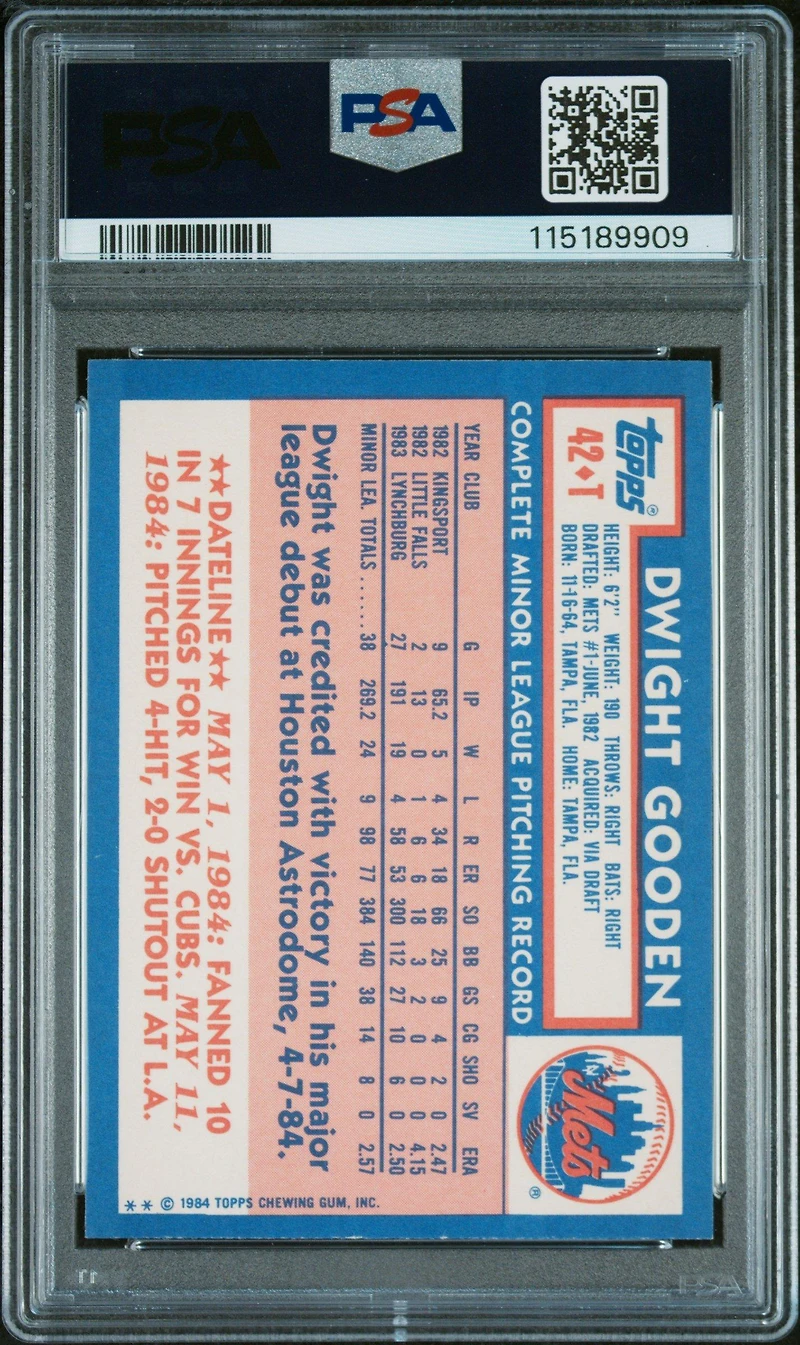 PSA
PSA
115189909
topps®
42♦T
DWIGHT GOODEN
HEIGHT: 6'2" WEIGHT: 190 THROWS: RIGHT BATS: RIGHT
DRAFTED: METS #1-JUNE, 1982 ACQUIRED: VIA DRAFT
BORN: 11-16-64, TAMPA, FLA. HOME: TAMPA, FLA.
Mets
NY
®
COMPLETE MINOR LEAGUE PITCHING RECORD
YEAR CLUB G IP W L R ER SO BB GS CG SHO SV ERA
1982 KINGSPORT 9 65.2 5 4 34 18 66 25 9 4 2 0 2.47
1982 LITTLE FALLS 2 13 0 1 6 6 18 3 2 0 0 0 4.15
1983 LYNCHBURG 27 191 19 4 58 53 300 112 27 10 6 0 2.50
MINOR LEA. TOTALS ...... 38 269.2 24 9 98 77 384 140 38 14 8 0 2.57
Dwight was credited with victory in his major
league debut at Houston Astrodome, 4-7-84.
★★DATELINE★★ MAY 1, 1984: FANNED 10
IN 7 INNINGS FOR WIN VS. CUBS. MAY 11,
1984: PITCHED 4-HIT, 2-0 SHUTOUT AT L.A.
** © 1984 TOPPS CHEWING GUM, INC.
PSA